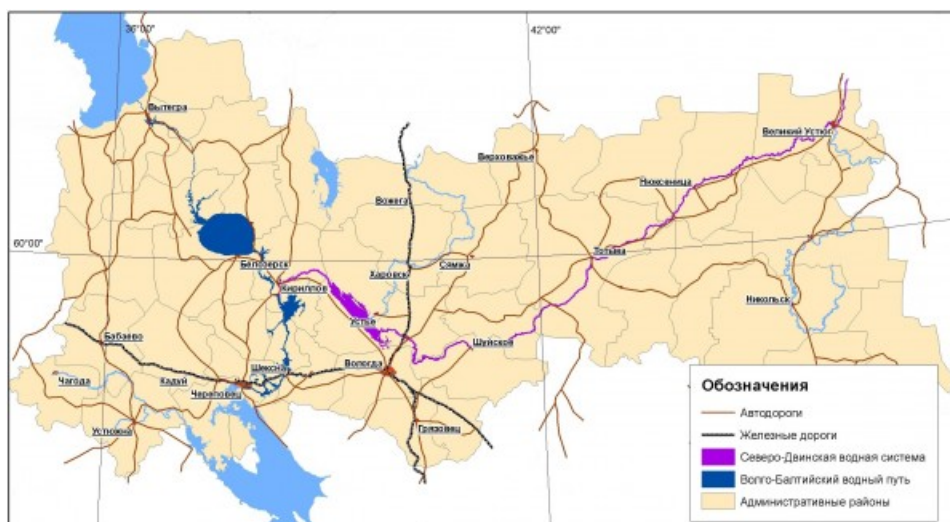 36°00"
42°00"
Вытегра
Великий Устюг
Верховажье
Нюксеница
Вожега
60°00"
Тотьма
Белозерск
Харовск
Сямжа
Кириллов
Никольск
Устье
Бабаево
Шуйское
Шексна
Вологда
Чагода
Кадуй
Череповец
Устюжна
Грязовец
Обозначения
Автодороги
Железные дороги
Северо-Двинская водная система
Волго-Балтийский водный путь
Административные районы